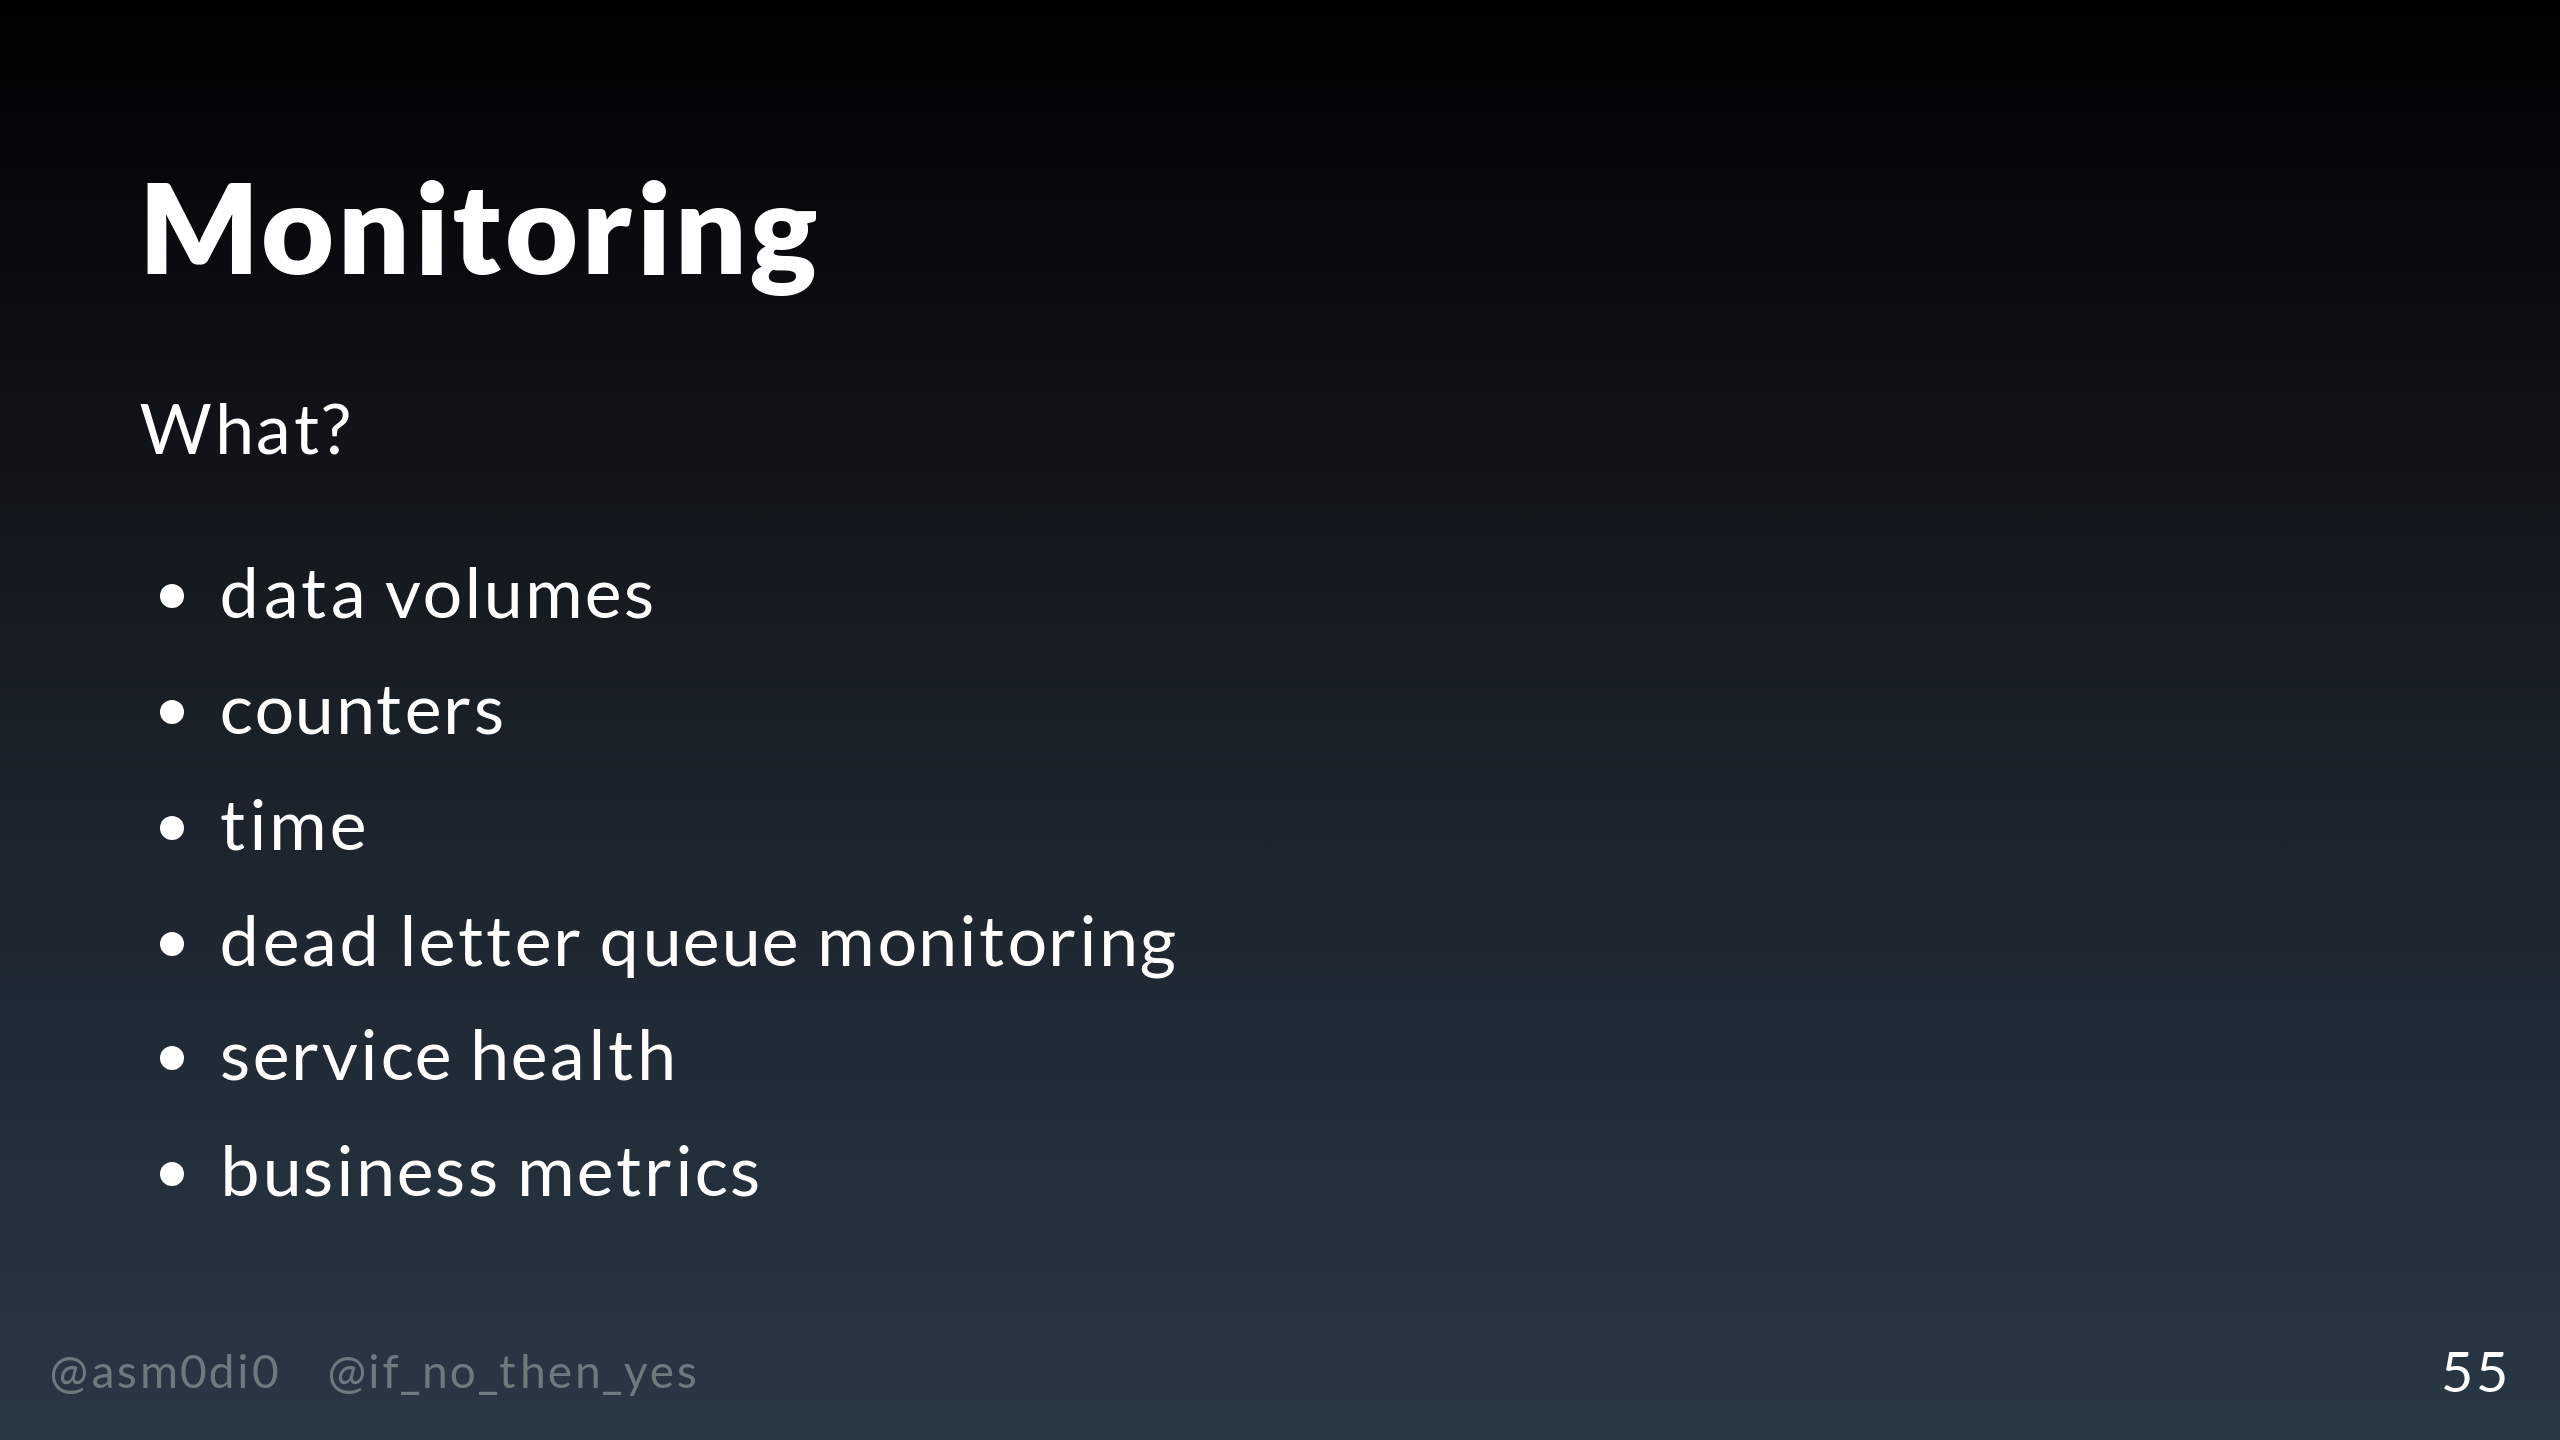 Monitoring
What?
• data volumes
• counters
• time
• dead letter queue monitoring
• service health
• business metrics
@asm0di0 @if_no_then_yes
55